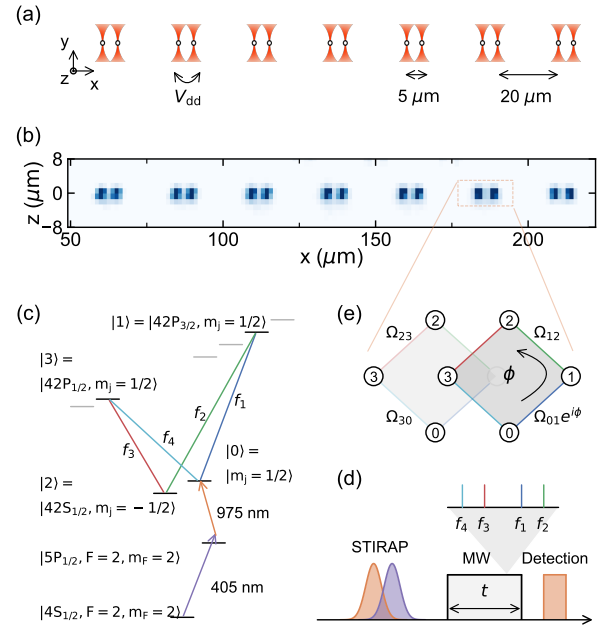 (a)
y
z
x
V_dd
5 μm
20 μm
(b)
z (μm)
8
0
−8
50
100
150
200
x (μm)
(c)
|1⟩ = |42P_3/2, m_j = 1/2⟩
|3⟩ =
|42P_1/2, m_j = 1/2⟩
f_2
f_1
f_3
f_4
|0⟩ =
|m_j = 1/2⟩
|2⟩ =
|42S_1/2, m_j = −1/2⟩
975 nm
|5P_1/2, F = 2, m_F = 2⟩
405 nm
|4S_1/2, F = 2, m_F = 2⟩
(e)
Ω_23
2
2
Ω_12
3
3
ϕ
1
Ω_30
0
0
Ω_01e^iϕ
(d)
f_4
f_3
f_1
f_2
STIRAP
MW
Detection
t